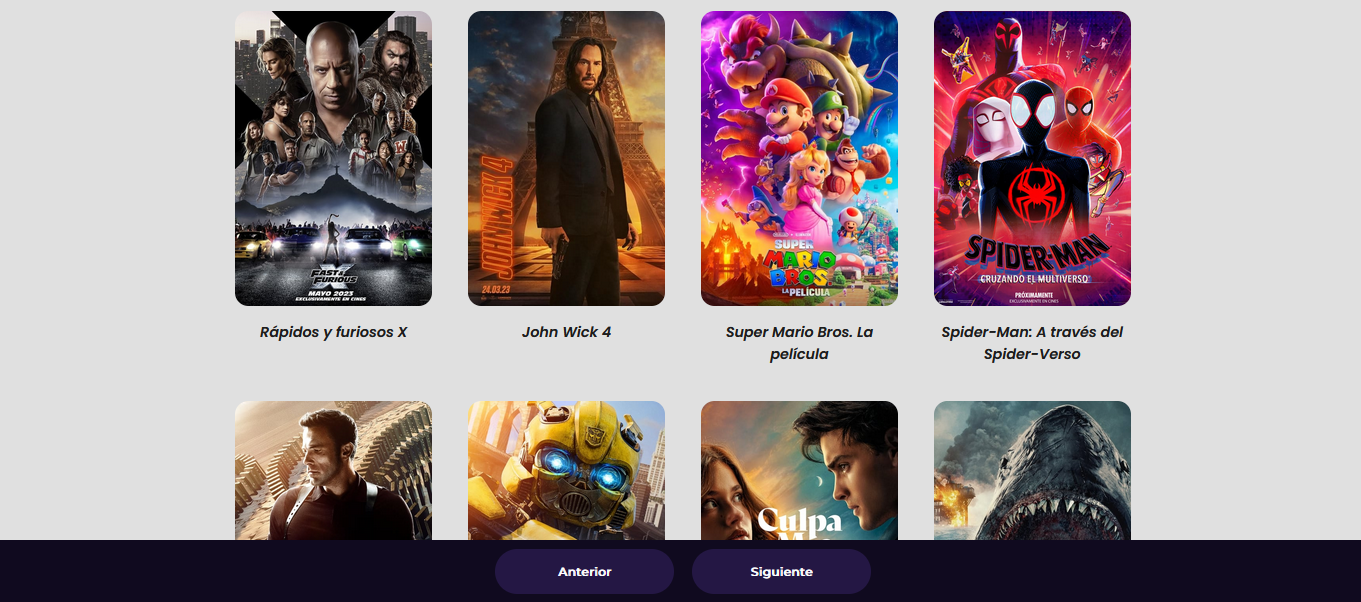 FAST & FURIOUS
X
MAYO 2023
EXCLUSIVAMENTE EN CINES
JOHN WICK 4
24.03.23
SUPER
MARIO
BROS.
LA PELÍCULA
SPIDER-MAN
CRUZANDO EL MULTIVERSO
PRÓXIMAMENTE
EXCLUSIVAMENTE EN CINES
Rápidos y furiosos X
John Wick 4
Super Mario Bros. La
película
Spider-Man: A través del
Spider-Verso
Culpa
Anterior
Siguiente